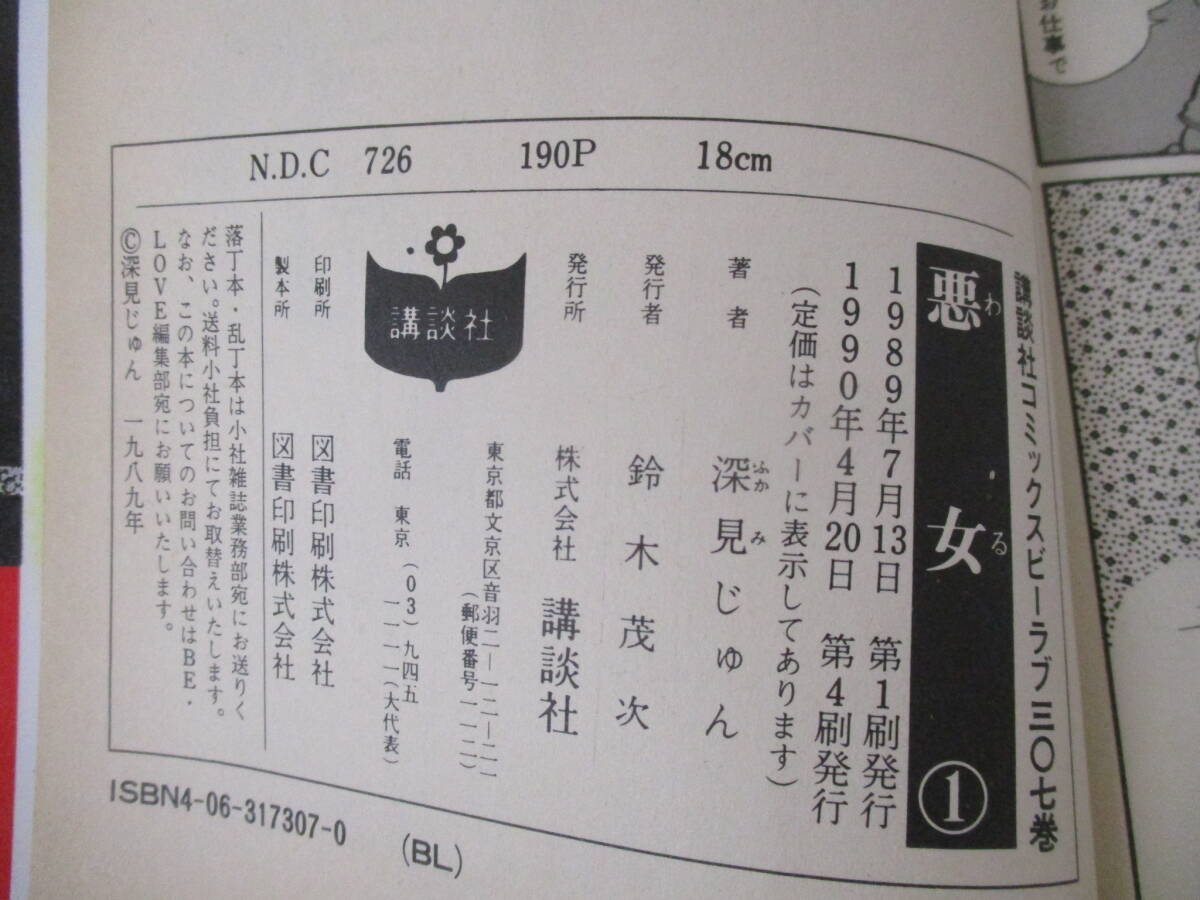 お仕事で
N.D.C 726 190P 18cm
講談社コミックスビーラブ三〇七巻
悪女 ①
わる
1989年7月13日 第1刷発行
1990年4月20日 第4刷発行
(定価はカバーに表示してあります)
著者 深見じゅん
ふかみ
発行者 鈴木茂次
発行所 株式会社 講談社
東京都文京区音羽二―一二―二一
(郵便番号一一二)
電話 東京(03)九四五
一一一一(大代表)
講談社
印刷所 図書印刷株式会社
製本所 図書印刷株式会社
落丁本・乱丁本は小社雑誌業務部宛にお送りく
ださい。送料小社負担にてお取替えいたします。
なお、この本についてのお問い合わせはBE・
LOVE編集部宛にお願いいたします。
©深見じゅん 一九八九年
ISBN4-06-317307-0 (BL)